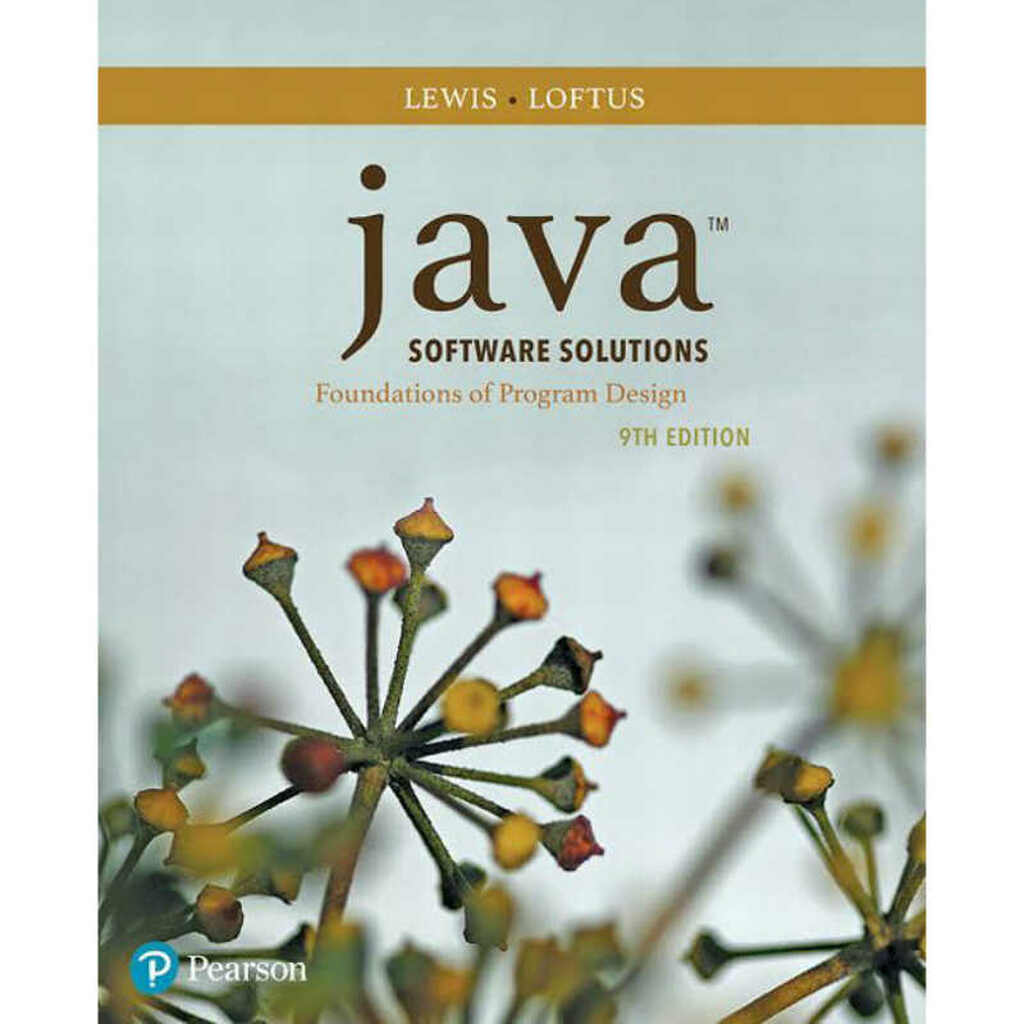 LEWIS • LOFTUS
java™
SOFTWARE SOLUTIONS
Foundations of Program Design
9TH EDITION
Pearson